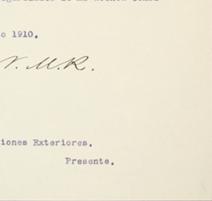 o 1910.
V. M. R.
iones Exteriores.
Presente.